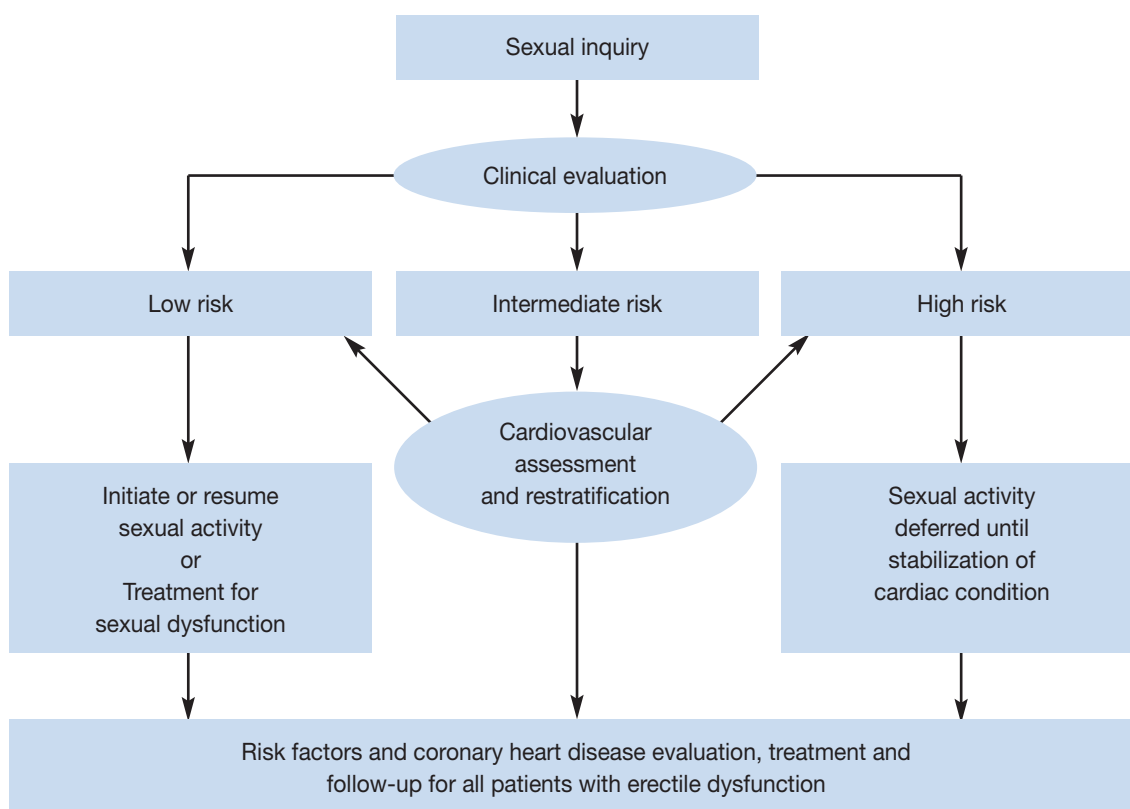 Sexual inquiry
Clinical evaluation
Low risk
Intermediate risk
High risk
Cardiovascular
assessment
and restratification
Initiate or resume
sexual activity
or
Treatment for
sexual dysfunction
Sexual activity
deferred until
stabilization of
cardiac condition
Risk factors and coronary heart disease evaluation, treatment and
follow-up for all patients with erectile dysfunction